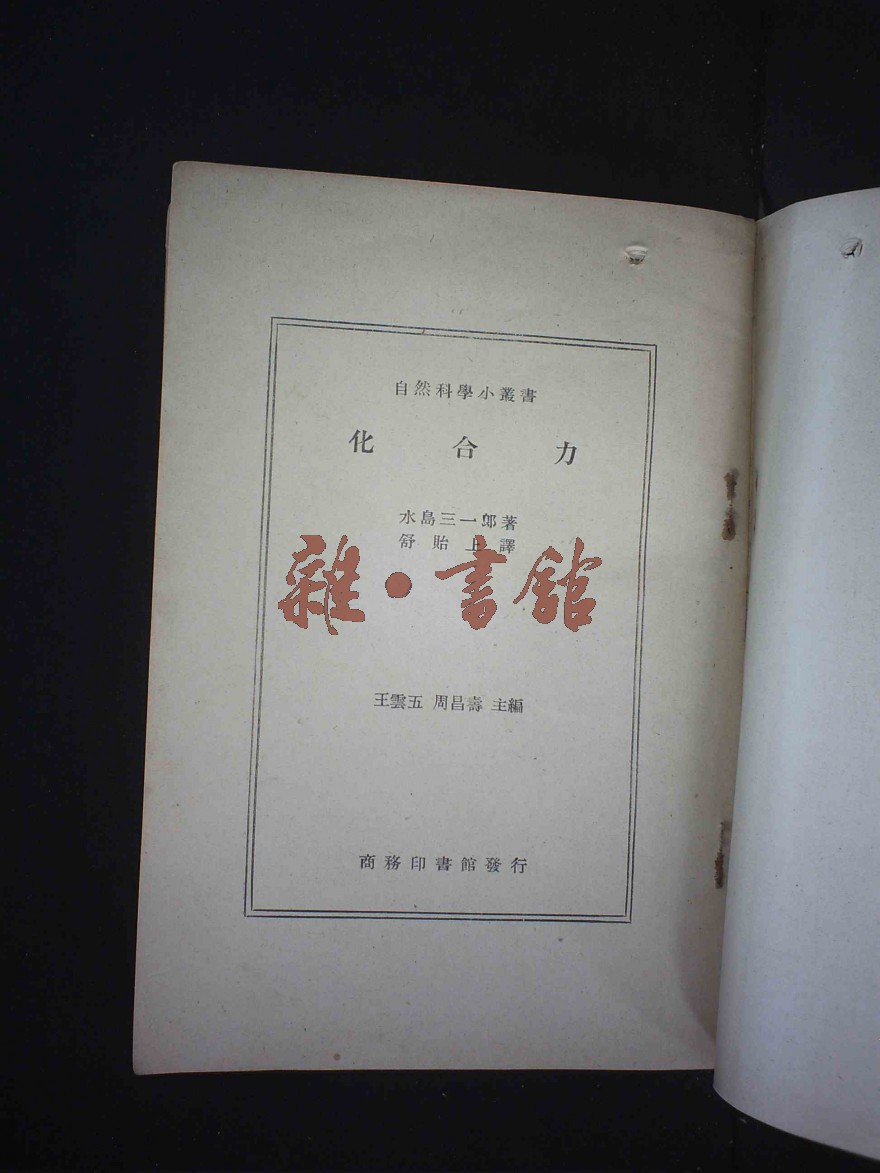 自然科學小叢書
化合力
水島三一郎著
舒貽上譯
雜·書館
王雲五 周昌壽 主編
商務印書館發行